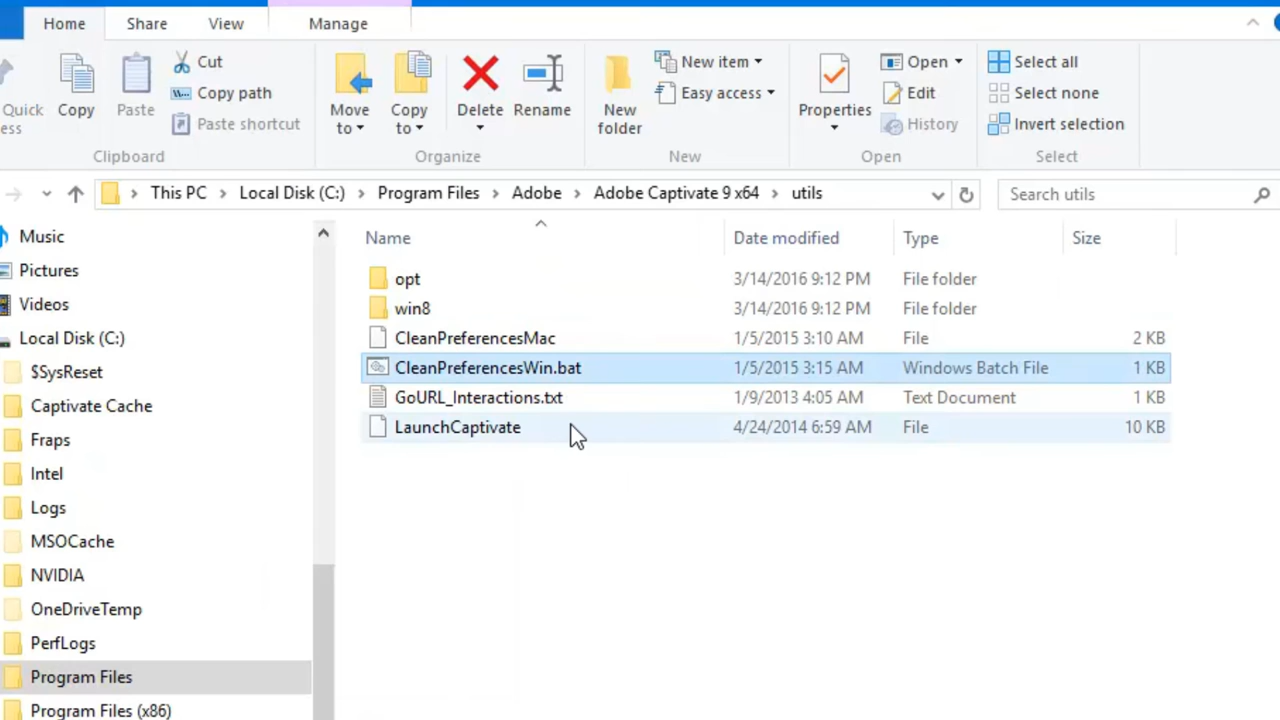 Home Share View Manage
Quick
ess
Copy
Paste
Cut
Copy path
Paste shortcut
Clipboard
Move
to
Copy
to
Delete
Rename
Organize
New
folder
New item
Easy access
New
Properties
Open
Edit
History
Open
Select all
Select none
Invert selection
Select
This PC > Local Disk (C:) > Program Files > Adobe > Adobe Captivate 9 x64 > utils
Search utils
Music
Pictures
Videos
Local Disk (C:)
$SysReset
Captivate Cache
Fraps
Intel
Logs
MSOCache
NVIDIA
OneDriveTemp
PerfLogs
Program Files
Program Files (x86)
Name Date modified Type Size
opt 3/14/2016 9:12 PM File folder
win8 3/14/2016 9:12 PM File folder
CleanPreferencesMac 1/5/2015 3:10 AM File 2 KB
CleanPreferencesWin.bat 1/5/2015 3:15 AM Windows Batch File 1 KB
GoURL_Interactions.txt 1/9/2013 4:05 AM Text Document 1 KB
LaunchCaptivate 4/24/2014 6:59 AM File 10 KB